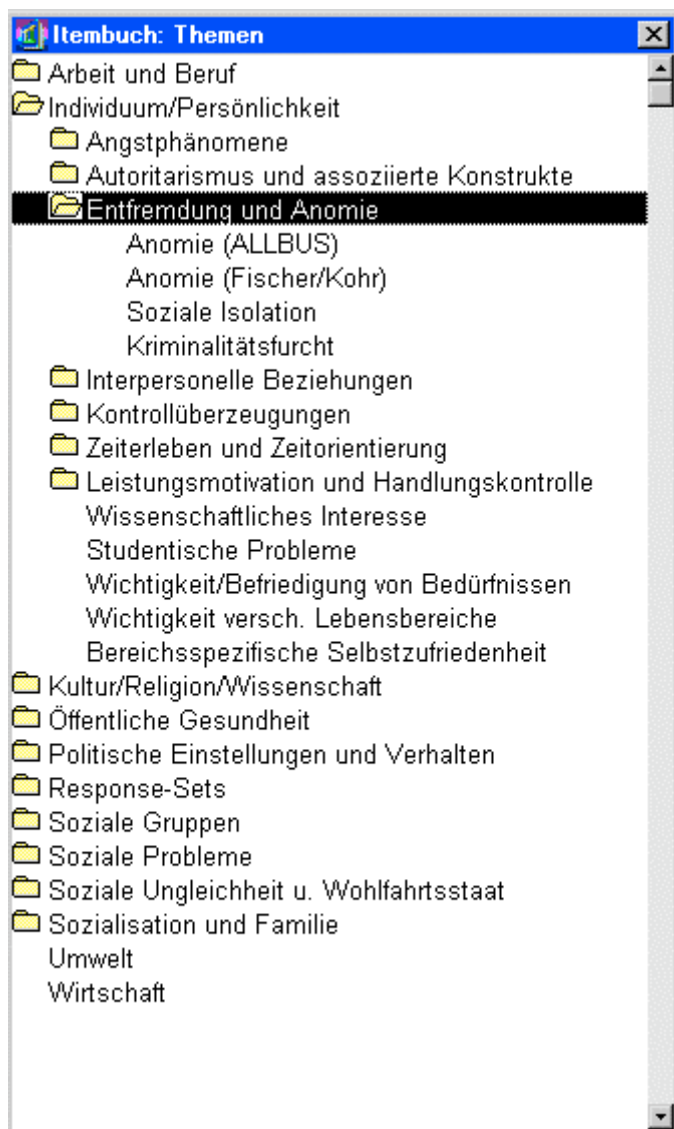 Itembuch: Themen
Arbeit und Beruf
Individuum/Persönlichkeit
Angstphänomene
Autoritarismus und assoziierte Konstrukte
Entfremdung und Anomie
Anomie (ALLBUS)
Anomie (Fischer/Kohr)
Soziale Isolation
Kriminalitätsfurcht
Interpersonelle Beziehungen
Kontrollüberzeugungen
Zeiterleben und Zeitorientierung
Leistungsmotivation und Handlungskontrolle
Wissenschaftliches Interesse
Studentische Probleme
Wichtigkeit/Befriedigung von Bedürfnissen
Wichtigkeit versch. Lebensbereiche
Bereichsspezifische Selbstzufriedenheit
Kultur/Religion/Wissenschaft
Öffentliche Gesundheit
Politische Einstellungen und Verhalten
Response-Sets
Soziale Gruppen
Soziale Probleme
Soziale Ungleichheit u. Wohlfahrtsstaat
Sozialisation und Familie
Umwelt
Wirtschaft